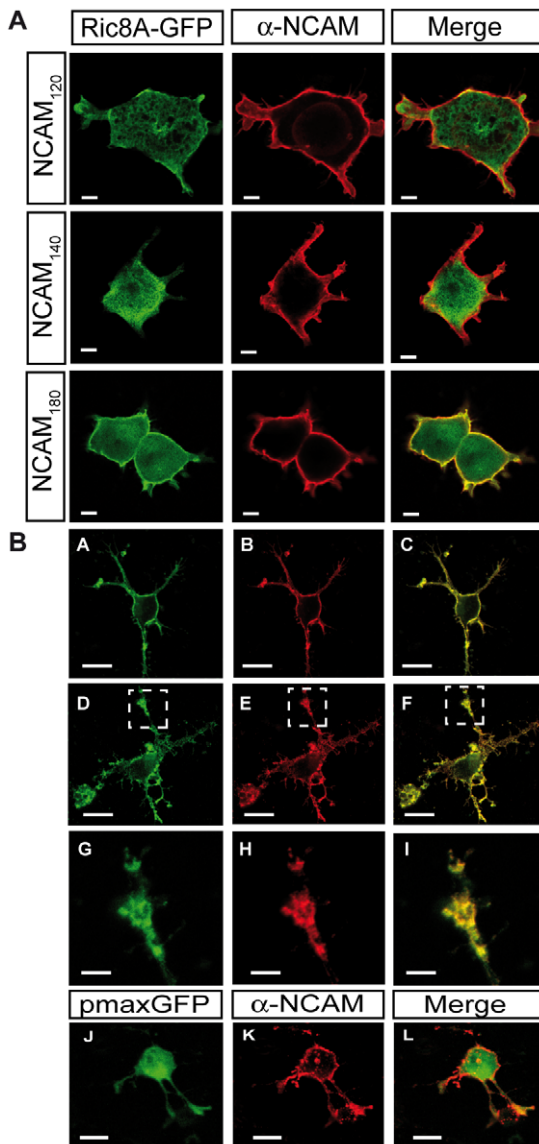 A
Ric8A-GFP α-NCAM Merge
NCAM120
NCAM140
NCAM180
B
A B C
D E F
G H I
pmaxGFP α-NCAM Merge
J K L